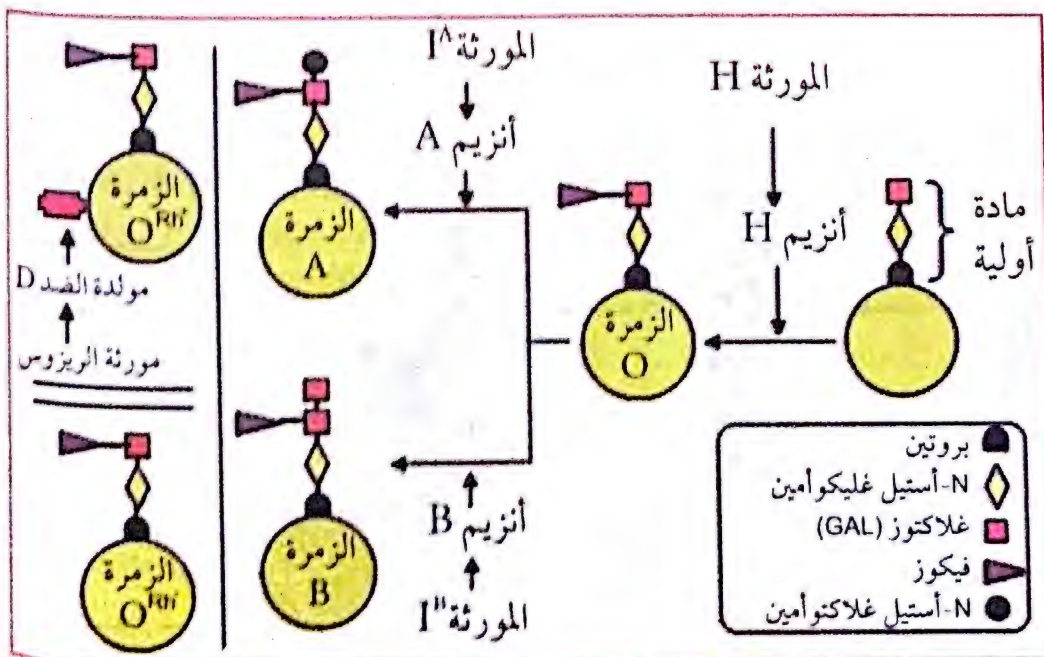 مادة
أولية
المورثة H
أنزيم H
الزمرة
O
المورثة I^A
أنزيم A
الزمرة
A
أنزيم B
المورثة I^B
الزمرة
B
الزمرة
O^Rh
مولدة الضد D
مورثة الريزوس
الزمرة
O^Rh
بروتين
N-أستيل غليكوأمين
غلاكتوز (GAL)
فيكوز
N-أستيل غلاكتوأمين